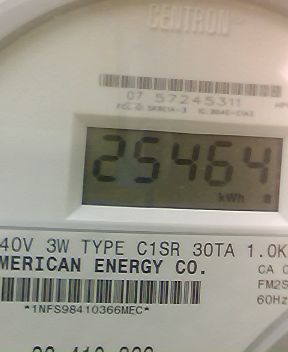 CENTRON
07 57245311
25464
kWh
40V 3W TYPE C1SR 30TA 1.0K
MERICAN ENERGY CO.
CA 0
FM2S
60Hz
*1NFS98410366MEC*